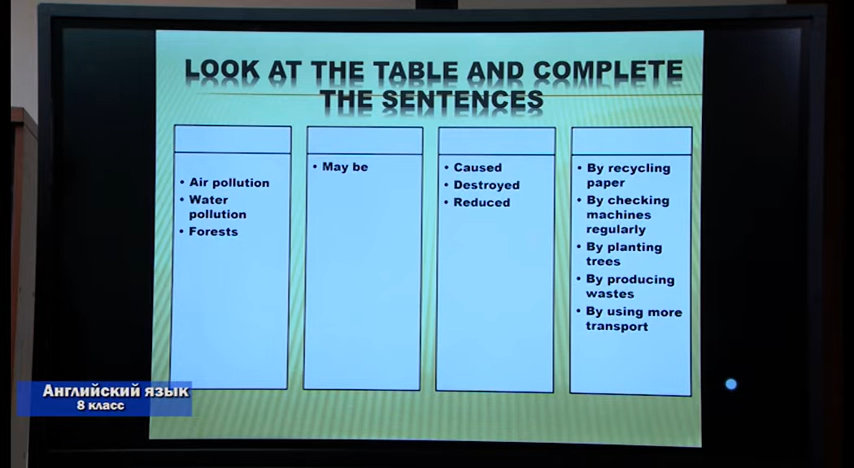 LOOK AT THE TABLE AND COMPLETE
THE SENTENCES
• Air pollution
• Water
pollution
• Forests
• May be
• Caused
• Destroyed
• Reduced
• By recycling
paper
• By checking
machines
regularly
• By planting
trees
• By producing
wastes
• By using more
transport
Английский язык
8 класс